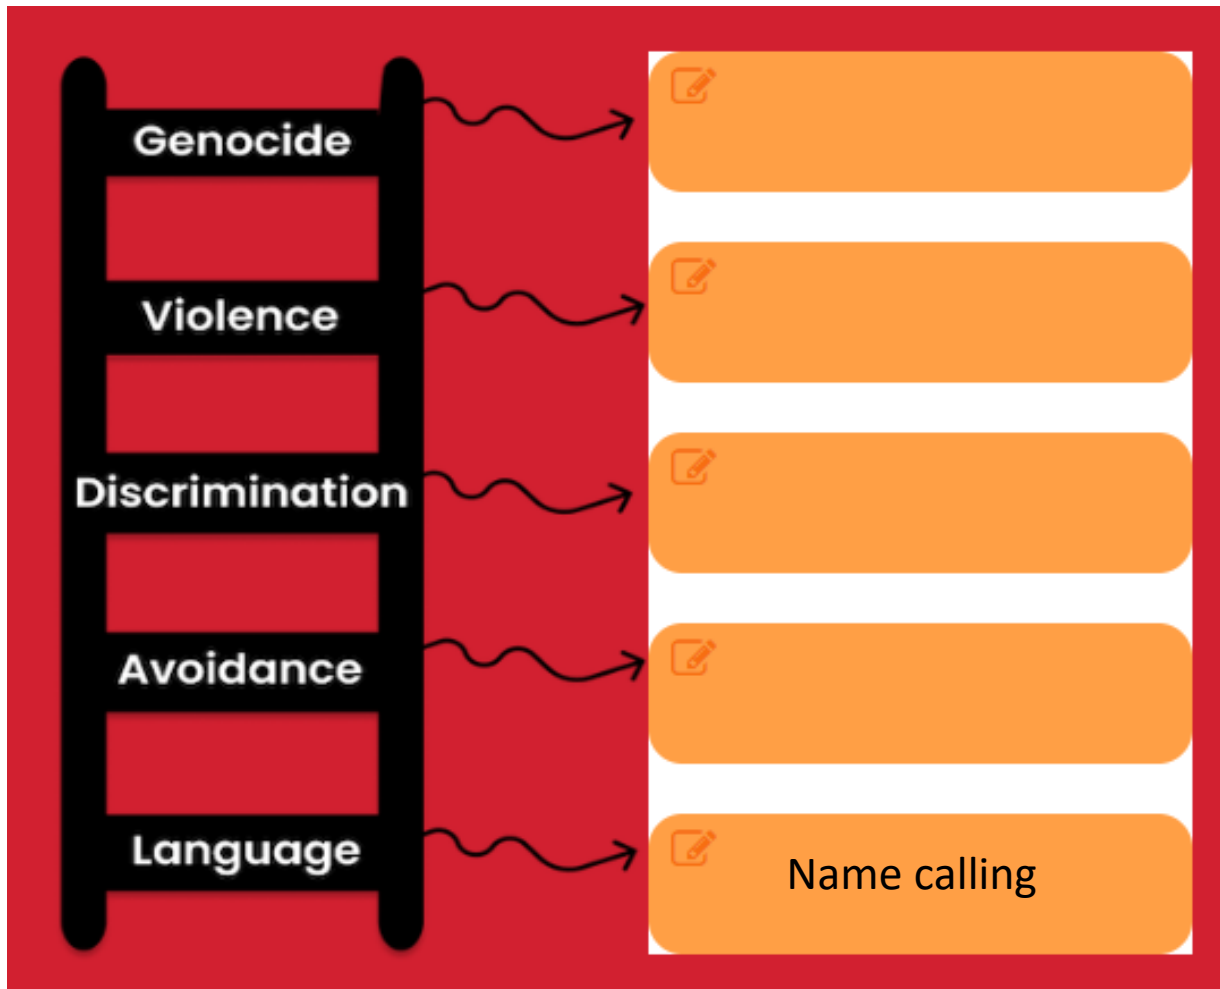 Genocide
Violence
Discrimination
Avoidance
Language
Name calling